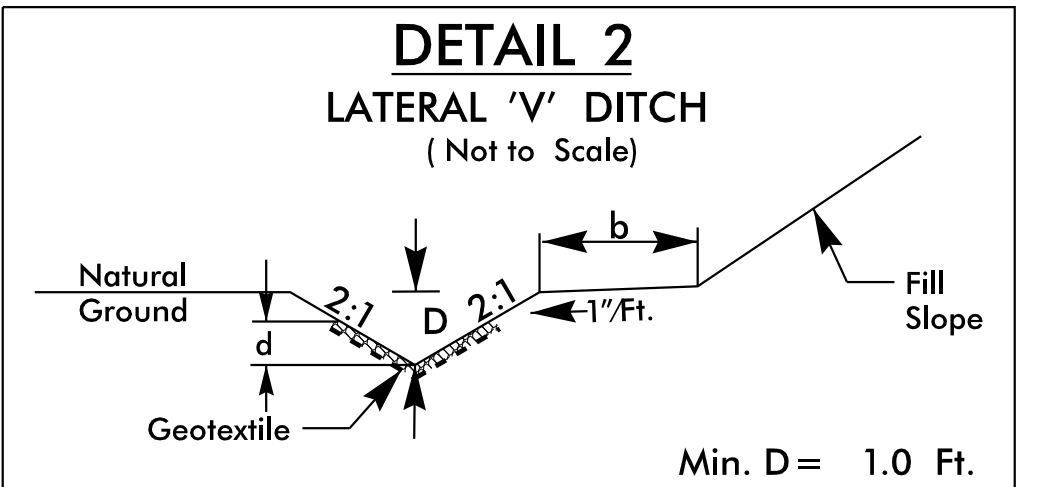 DETAIL 2
LATERAL 'V' DITCH
( Not to Scale)
b
Natural
Ground
2:1
D
2:1
1"/Ft.
Fill
Slope
d
Geotextile
Min. D = 1.0 Ft.